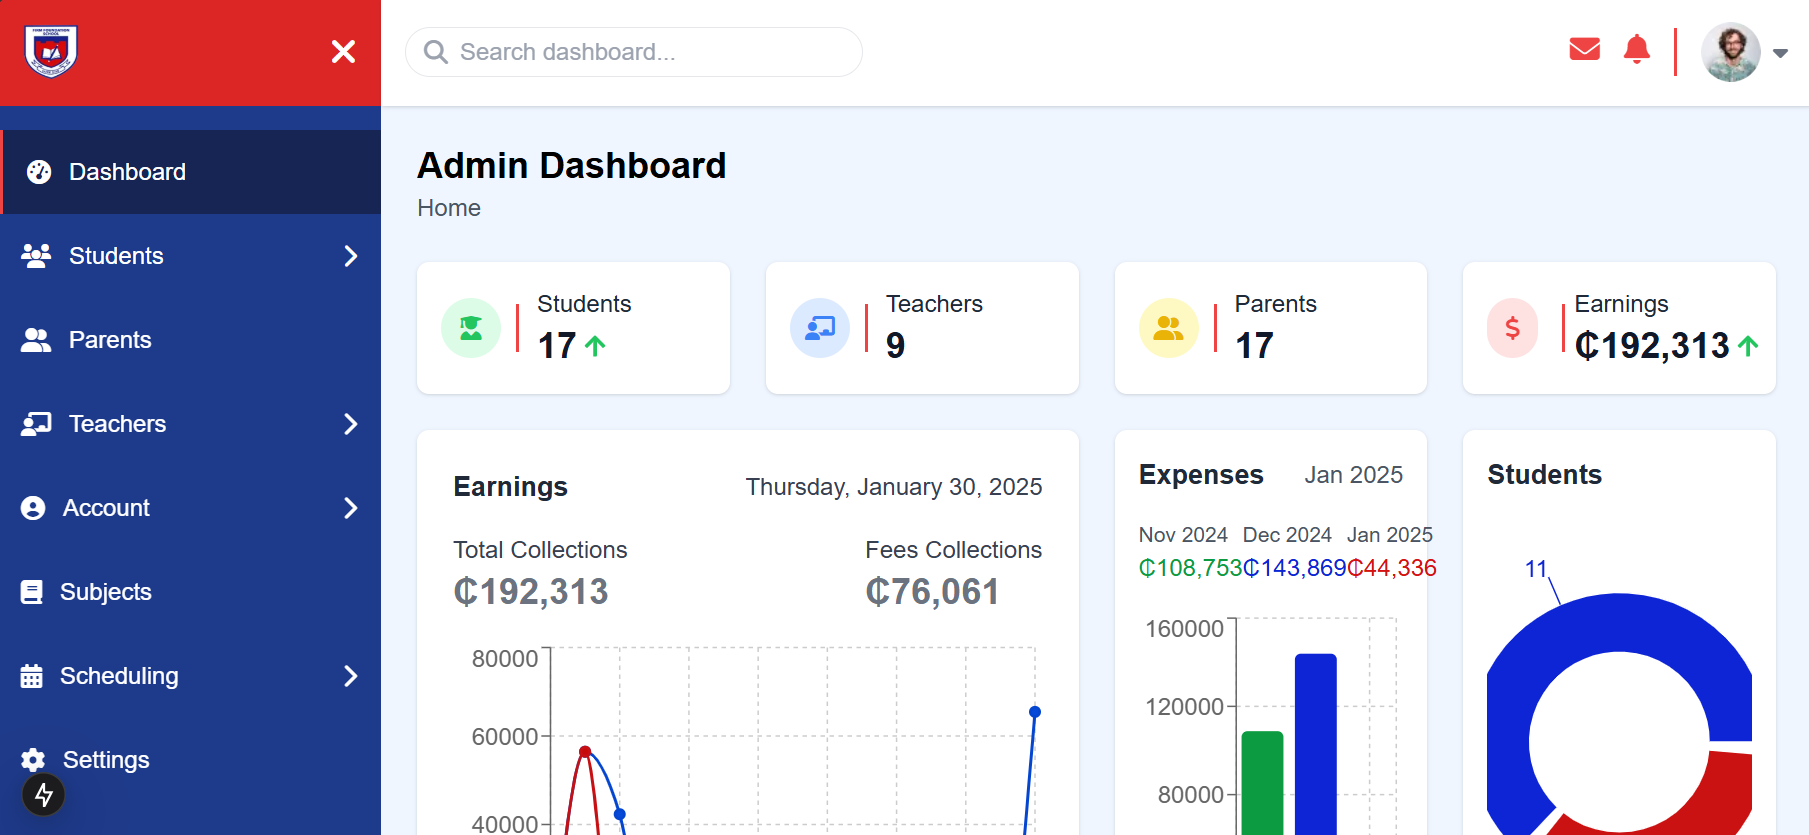 FIRM FOUNDATION
SCHOOL
Search dashboard...
Dashboard
Students
Parents
Teachers
Account
Subjects
Scheduling
Settings
Admin Dashboard
Home
Students
17
Teachers
9
Parents
17
Earnings
₵192,313
Earnings
Thursday, January 30, 2025
Total Collections
₵192,313
Fees Collections
₵76,061
80000
60000
40000
Expenses
Jan 2025
Nov 2024 Dec 2024 Jan 2025
₵108,753₵143,869₵44,336
160000
120000
80000
Students
11